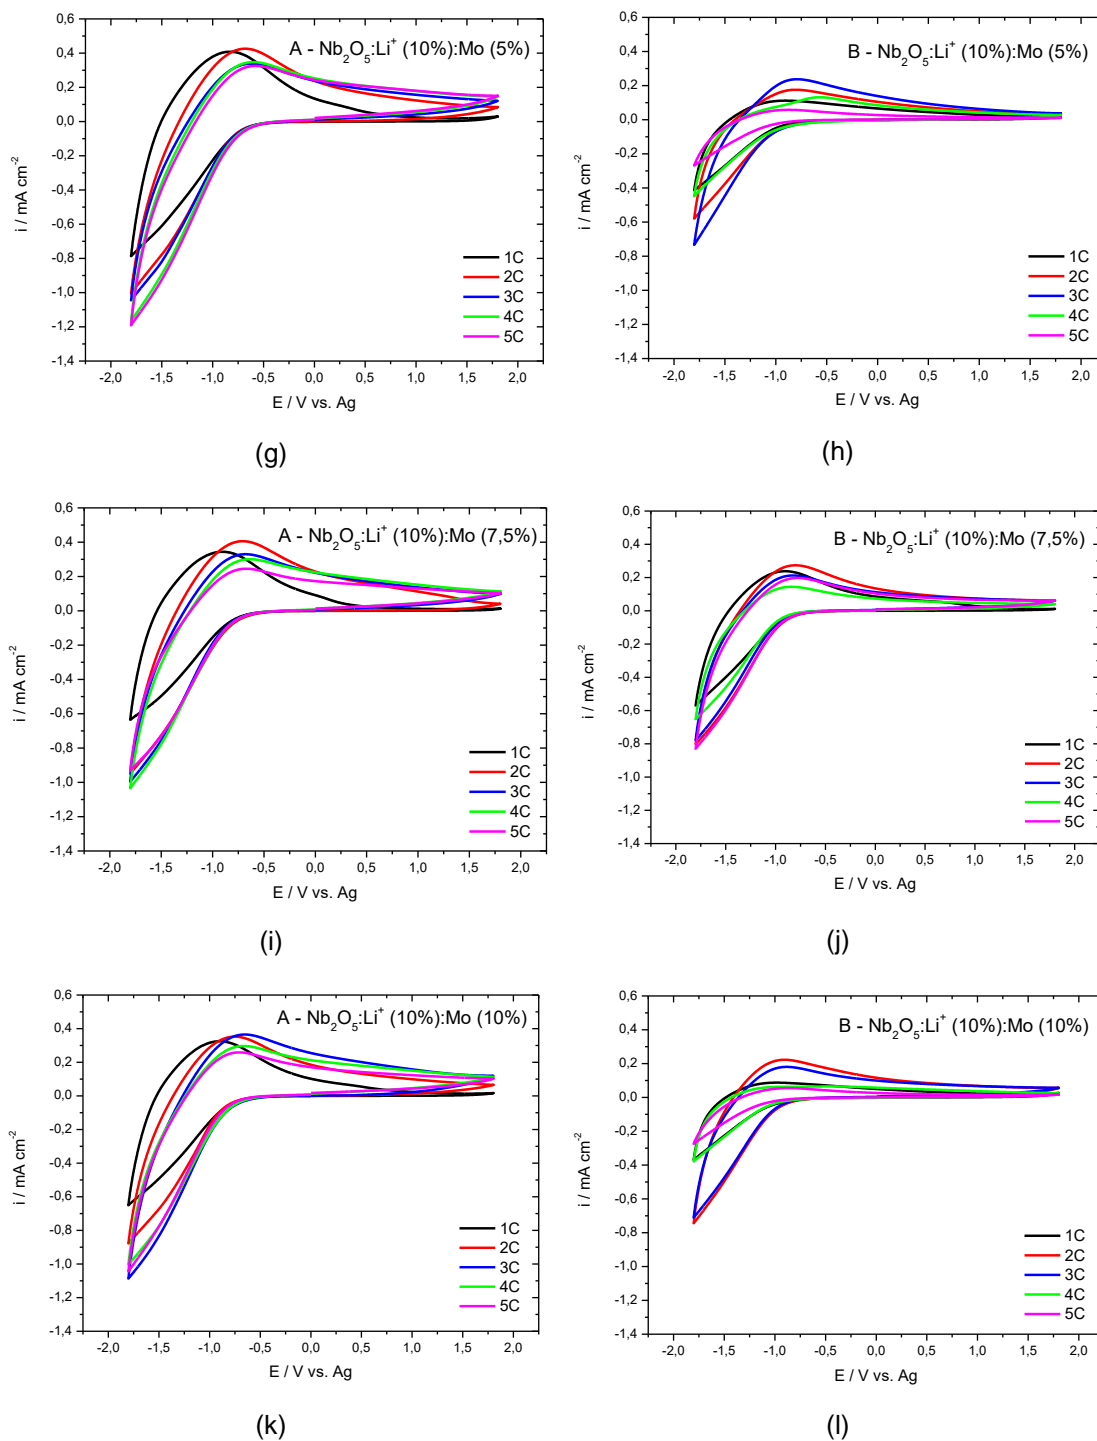 A - Nb₂O₅:Li⁺ (10%):Mo (5%)
0,6
0,4
0,2
0,0
-0,2
-0,4
-0,6
-0,8
-1,0
-1,2
-1,4
i / mA cm⁻²
1C
2C
3C
4C
5C
-2,0 -1,5 -1,0 -0,5 0,0 0,5 1,0 1,5 2,0
E / V vs. Ag
(g)
B - Nb₂O₅:Li⁺ (10%):Mo (5%)
0,6
0,4
0,2
0,0
-0,2
-0,4
-0,6
-0,8
-1,0
-1,2
-1,4
i / mA cm⁻²
1C
2C
3C
4C
5C
-2,0 -1,5 -1,0 -0,5 0,0 0,5 1,0 1,5 2,0
E / V vs. Ag
(h)
A - Nb₂O₅:Li⁺ (10%):Mo (7,5%)
0,6
0,4
0,2
0,0
-0,2
-0,4
-0,6
-0,8
-1,0
-1,2
-1,4
i / mA cm⁻²
1C
2C
3C
4C
5C
-2,0 -1,5 -1,0 -0,5 0,0 0,5 1,0 1,5 2,0
E / V vs. Ag
(i)
B - Nb₂O₅:Li⁺ (10%):Mo (7,5%)
0,6
0,4
0,2
0,0
-0,2
-0,4
-0,6
-0,8
-1,0
-1,2
-1,4
i / mA cm⁻²
1C
2C
3C
4C
5C
-2,0 -1,5 -1,0 -0,5 0,0 0,5 1,0 1,5 2,0
E / V vs. Ag
(j)
A - Nb₂O₅:Li⁺ (10%):Mo (10%)
0,6
0,4
0,2
0,0
-0,2
-0,4
-0,6
-0,8
-1,0
-1,2
-1,4
i / mA cm⁻²
1C
2C
3C
4C
5C
-2,0 -1,5 -1,0 -0,5 0,0 0,5 1,0 1,5 2,0
E / V vs. Ag
(k)
B - Nb₂O₅:Li⁺ (10%):Mo (10%)
0,6
0,4
0,2
0,0
-0,2
-0,4
-0,6
-0,8
-1,0
-1,2
-1,4
i / mA cm⁻²
1C
2C
3C
4C
5C
-2,0 -1,5 -1,0 -0,5 0,0 0,5 1,0 1,5 2,0
E / V vs. Ag
(l)